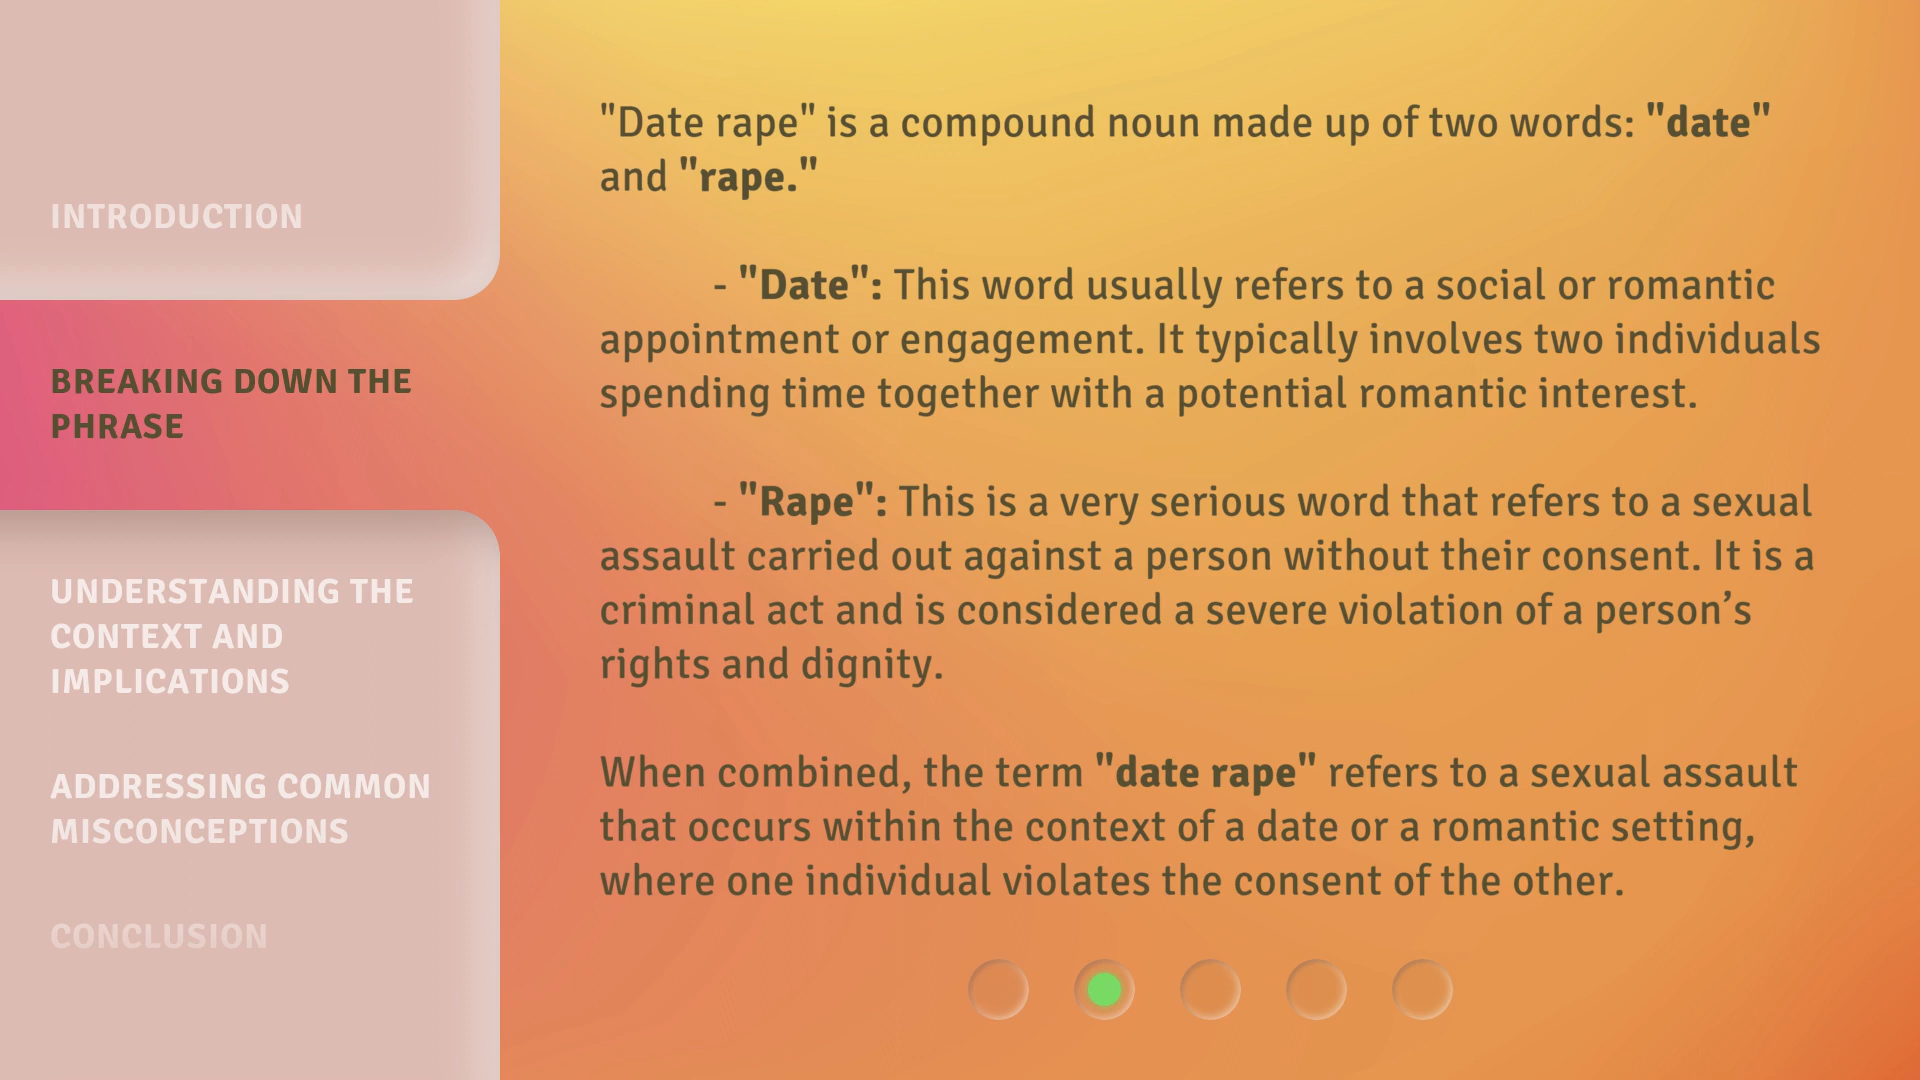 INTRODUCTION
BREAKING DOWN THE
PHRASE
UNDERSTANDING THE
CONTEXT AND
IMPLICATIONS
ADDRESSING COMMON
MISCONCEPTIONS
CONCLUSION
"Date rape" is a compound noun made up of two words: "date"
and "rape."
- "Date": This word usually refers to a social or romantic
appointment or engagement. It typically involves two individuals
spending time together with a potential romantic interest.
- "Rape": This is a very serious word that refers to a sexual
assault carried out against a person without their consent. It is a
criminal act and is considered a severe violation of a person’s
rights and dignity.
When combined, the term "date rape" refers to a sexual assault
that occurs within the context of a date or a romantic setting,
where one individual violates the consent of the other.